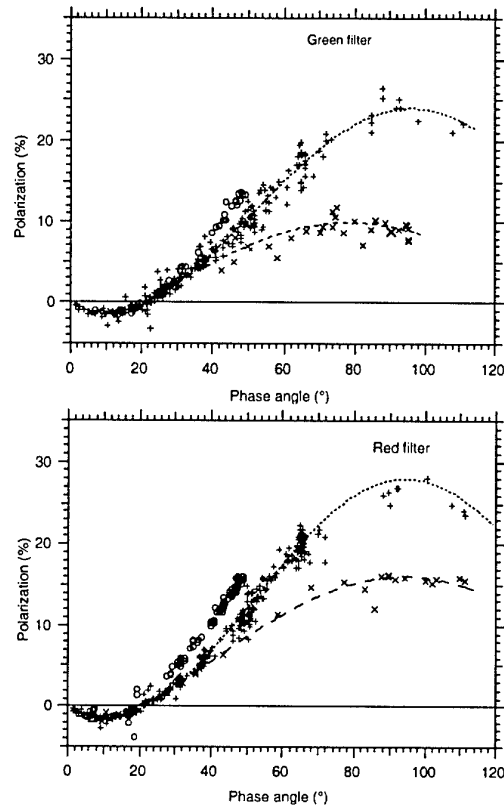 Green filter
30
20
10
0
Polarization (%)
0 20 40 60 80 100 120
Phase angle (°)
Red filter
30
20
10
0
Polarization (%)
0 20 40 60 80 100 120
Phase angle (°)